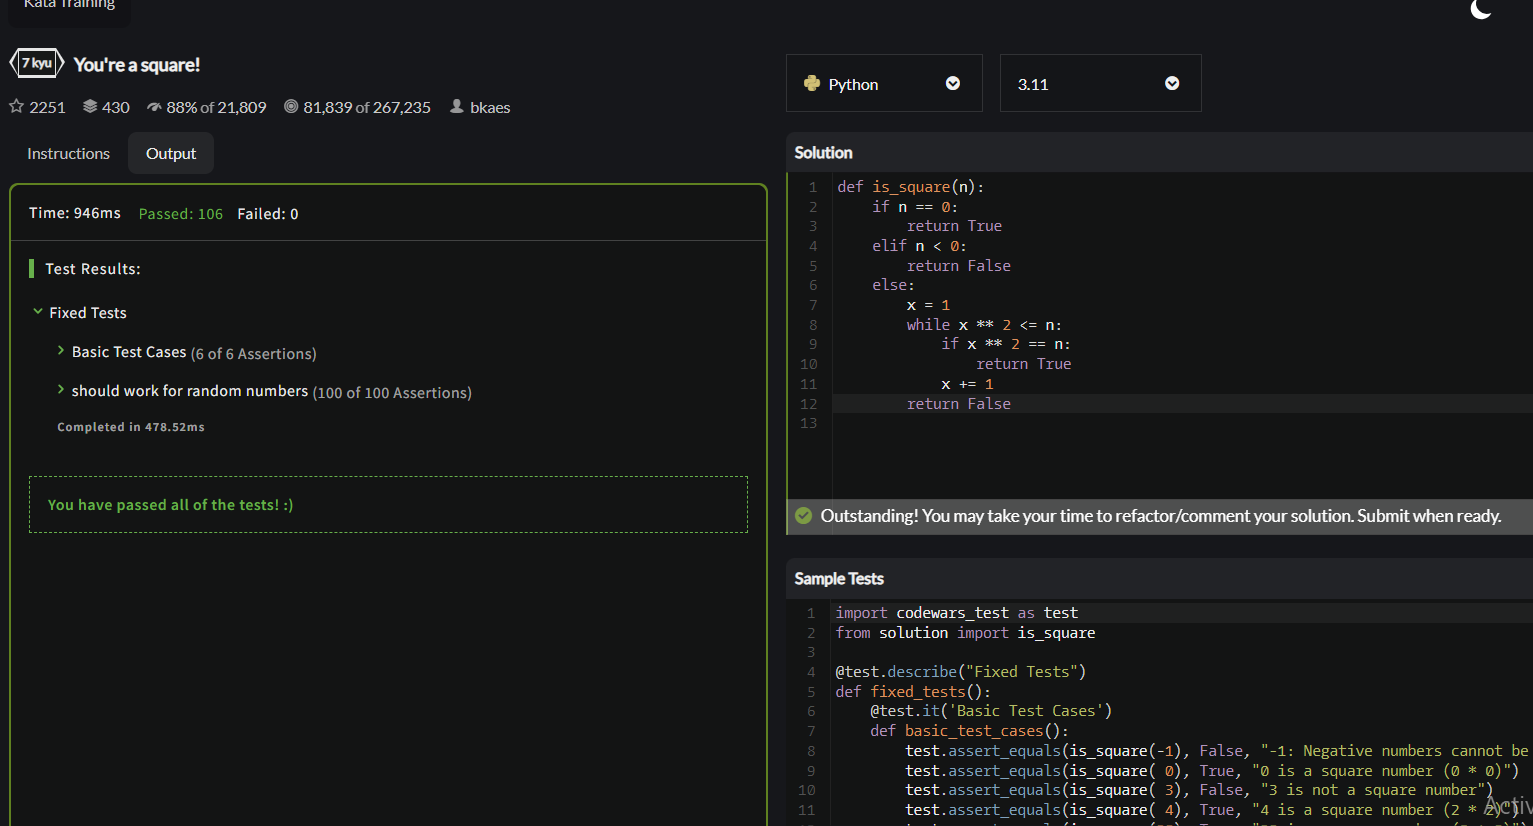 Kata Training
7 kyu You're a square!
2251 430 88% of 21,809 81,839 of 267,235 bkaes
Instructions Output
Time: 946ms Passed: 106 Failed: 0
Test Results:
Fixed Tests
Basic Test Cases (6 of 6 Assertions)
should work for random numbers (100 of 100 Assertions)
Completed in 478.52ms
You have passed all of the tests! :)
Python 3.11
Solution
1 def is_square(n):
2     if n == 0:
3         return True
4     elif n < 0:
5         return False
6     else:
7         x = 1
8         while x ** 2 <= n:
9             if x ** 2 == n:
10                 return True
11             x += 1
12         return False
13
Outstanding! You may take your time to refactor/comment your solution. Submit when ready.
Sample Tests
1 import codewars_test as test
2 from solution import is_square
3
4 @test.describe("Fixed Tests")
5 def fixed_tests():
6     @test.it('Basic Test Cases')
7     def basic_test_cases():
8         test.assert_equals(is_square(-1), False, "-1: Negative numbers cannot be
9         test.assert_equals(is_square( 0), True, "0 is a square number (0 * 0)")
10         test.assert_equals(is_square( 3), False, "3 is not a square number")
11         test.assert_equals(is_square( 4), True, "4 is a square number (2 * 2)")
Activ